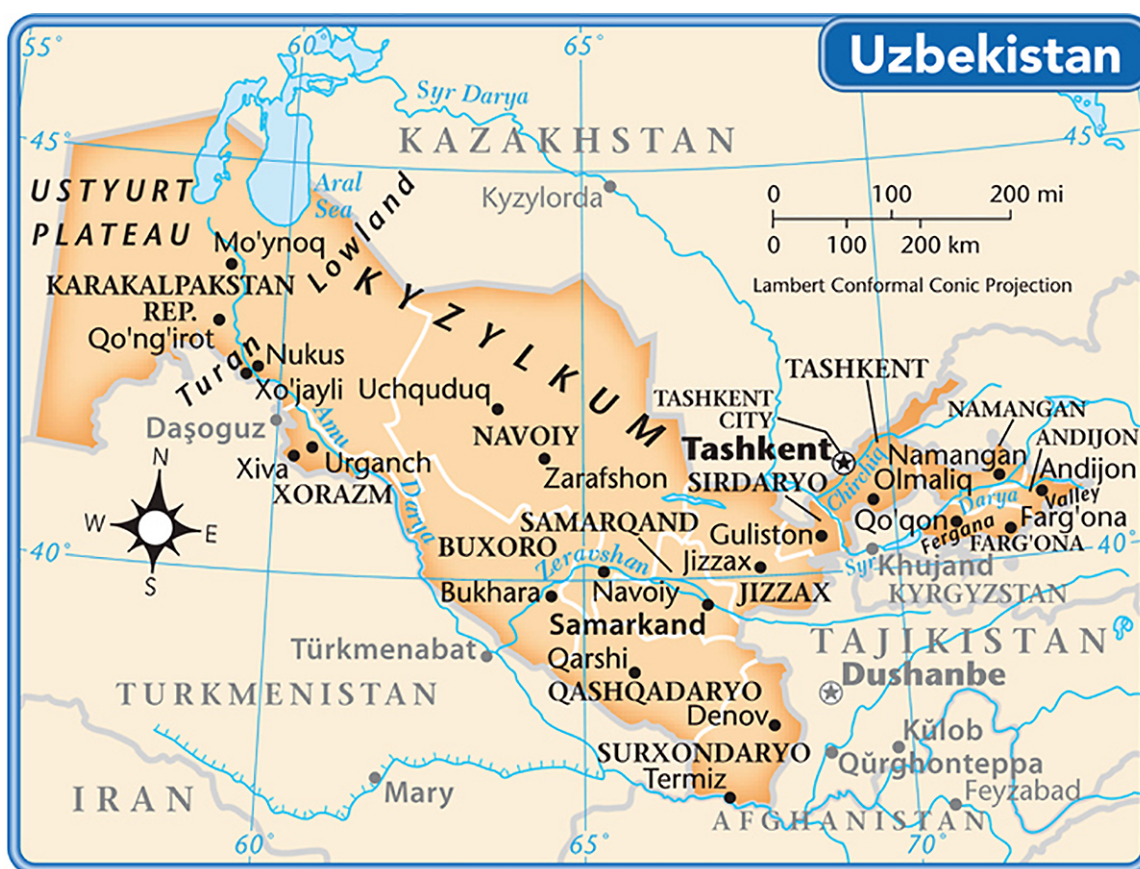 Uzbekistan
55°
60°
65°
Syr Darya
KAZAKHSTAN
45°
45°
USTYURT
PLATEAU
Aral
Sea
Kyzylorda
0 100 200 mi
0 100 200 km
Lambert Conformal Conic Projection
Mo'ynoq
Turan Lowland
KARAKALPAKSTAN
REP.
Qo'ng'irot
KYZYLKUM
Nukus
Xo'jayli
Uchquduq
TASHKENT
TASHKENT
CITY
Tashkent
NAMANGAN
ANDIJON
Daşoguz
NAVOIY
Zarafshon
Amu Darya
Xiva
Urganch
XORAZM
SIRDARYO
Chirchiq
Namangan
Olmaliq
Andijon
N
W
E
S
SAMARQAND
BUXORO
Guliston
Qo'qon
Syr Darya
Fergana Valley
Farg'ona
FARG'ONA
40°
40°
Zeravshan
Jizzax
Khujand
KYRGYZSTAN
Bukhara
Navoiy
JIZZAX
Samarkand
TAJIKISTAN
Türkmenabat
Qarshi
Dushanbe
TURKMENISTAN
QASHQADARYO
Denov
SURXONDARYO
Kŭlob
Termiz
Qŭrghonteppa
IRAN
Mary
Feyzabad
AFGHANISTAN
60°
65°
70°